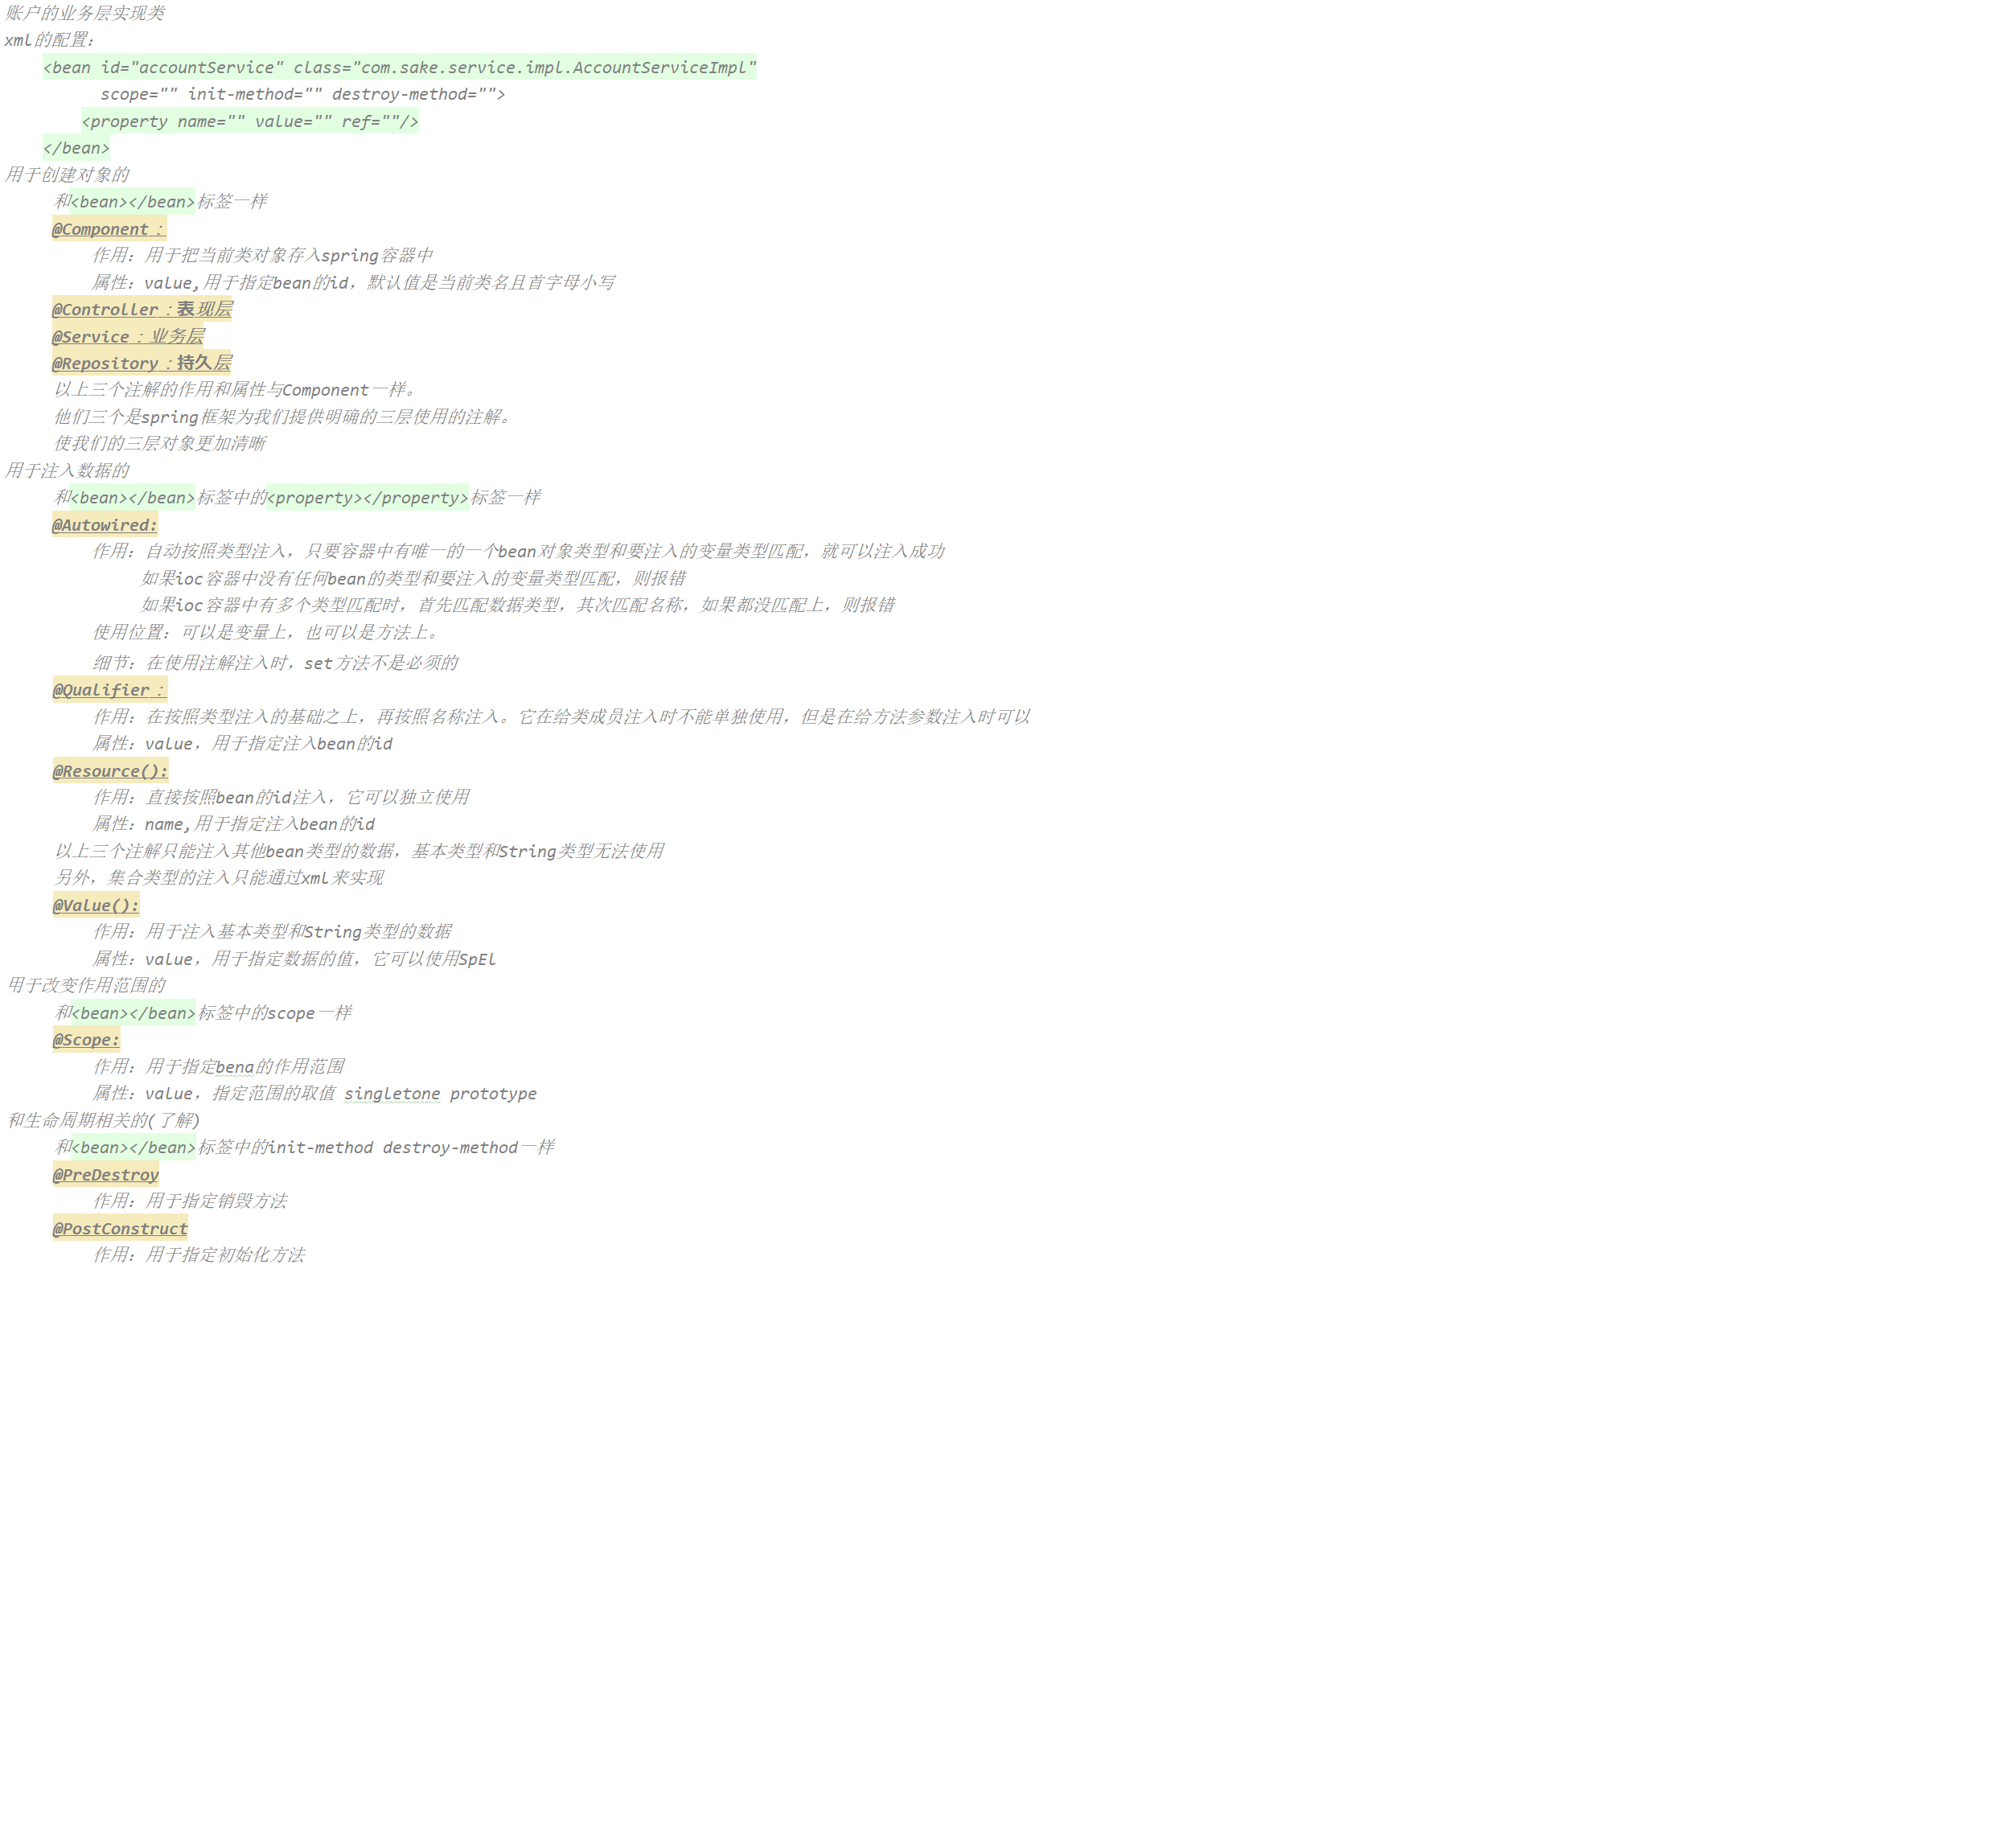 账户的业务层实现类
xml的配置：
<bean id="accountService" class="com.sake.service.impl.AccountServiceImpl"
scope="" init-method="" destroy-method="">
<property name="" value="" ref=""/>
</bean>
用于创建对象的
和<bean></bean>标签一样
@Component：
作用：用于把当前类对象存入spring容器中
属性：value,用于指定bean的id，默认值是当前类名且首字母小写
@Controller：表现层
@Service：业务层
@Repository：持久层
以上三个注解的作用和属性与Component一样。
他们三个是spring框架为我们提供明确的三层使用的注解。
使我们的三层对象更加清晰
用于注入数据的
和<bean></bean>标签中的<property></property>标签一样
@Autowired:
作用：自动按照类型注入，只要容器中有唯一的一个bean对象类型和要注入的变量类型匹配，就可以注入成功
如果ioc容器中没有任何bean的类型和要注入的变量类型匹配，则报错
如果ioc容器中有多个类型匹配时，首先匹配数据类型，其次匹配名称，如果都没匹配上，则报错
使用位置：可以是变量上，也可以是方法上。
细节：在使用注解注入时，set方法不是必须的
@Qualifier：
作用：在按照类型注入的基础之上，再按照名称注入。它在给类成员注入时不能单独使用，但是在给方法参数注入时可以
属性：value，用于指定注入bean的id
@Resource():
作用：直接按照bean的id注入，它可以独立使用
属性：name,用于指定注入bean的id
以上三个注解只能注入其他bean类型的数据，基本类型和String类型无法使用
另外，集合类型的注入只能通过xml来实现
@Value():
作用：用于注入基本类型和String类型的数据
属性：value，用于指定数据的值，它可以使用SpEl
用于改变作用范围的
和<bean></bean>标签中的scope一样
@Scope:
作用：用于指定bena的作用范围
属性：value，指定范围的取值 singletone prototype
和生命周期相关的(了解)
和<bean></bean>标签中的init-method destroy-method一样
@PreDestroy
作用：用于指定销毁方法
@PostConstruct
作用：用于指定初始化方法